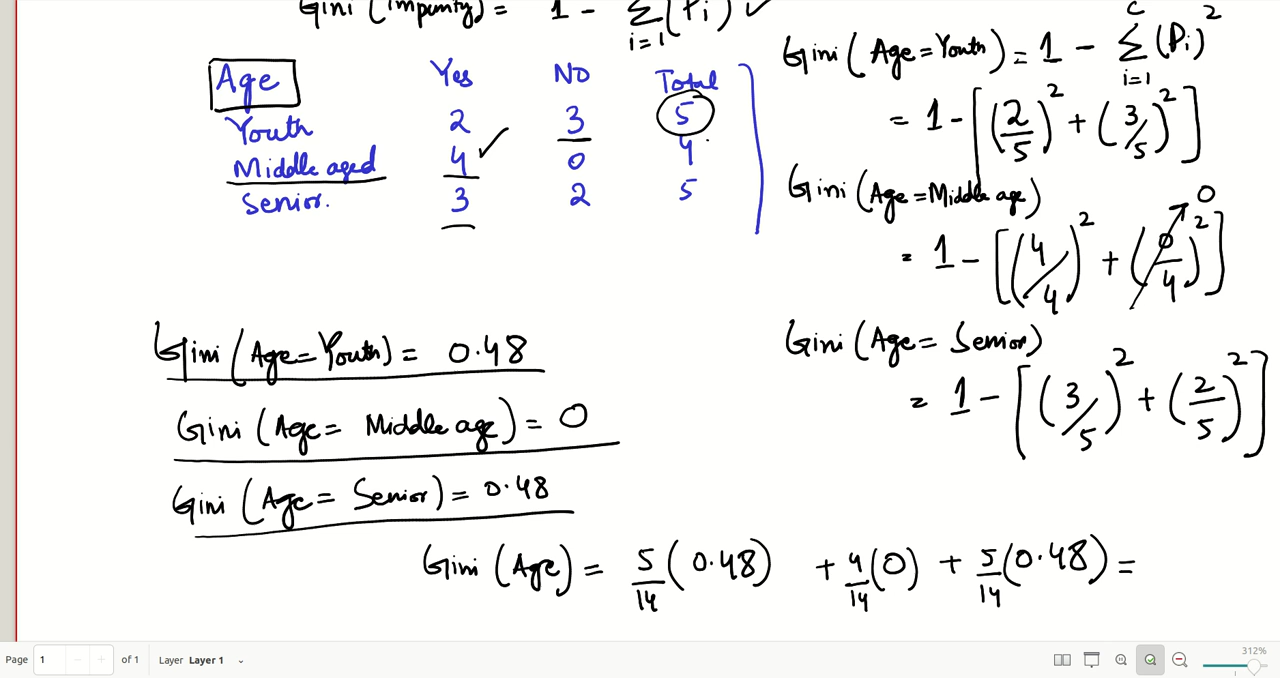 Gini (Impurity) = 1 - Σ i=1 (Pi) ✓
Age Yes No Total
Youth 2 3 5
Middle aged 4 ✓ 0 4
Senior. 3 2 5
Gini (Age=Youth) = 1 - Σ i=1 c (Pi)²
= 1 - [(2/5)² + (3/5)²]
Gini (Age=Middle age)
= 1 - [(4/4)² + (0/4)²] 0
Gini (Age= Senior)
= 1 - [(3/5)² + (2/5)²]
Gini (Age=Youth) = 0.48
Gini (Age= Middle age) = 0
Gini (Age= Senior) = 0.48
Gini (Age) = 5/14 (0.48) + 4/14 (0) + 5/14 (0.48) =
Page 1 of 1 Layer Layer 1 312%